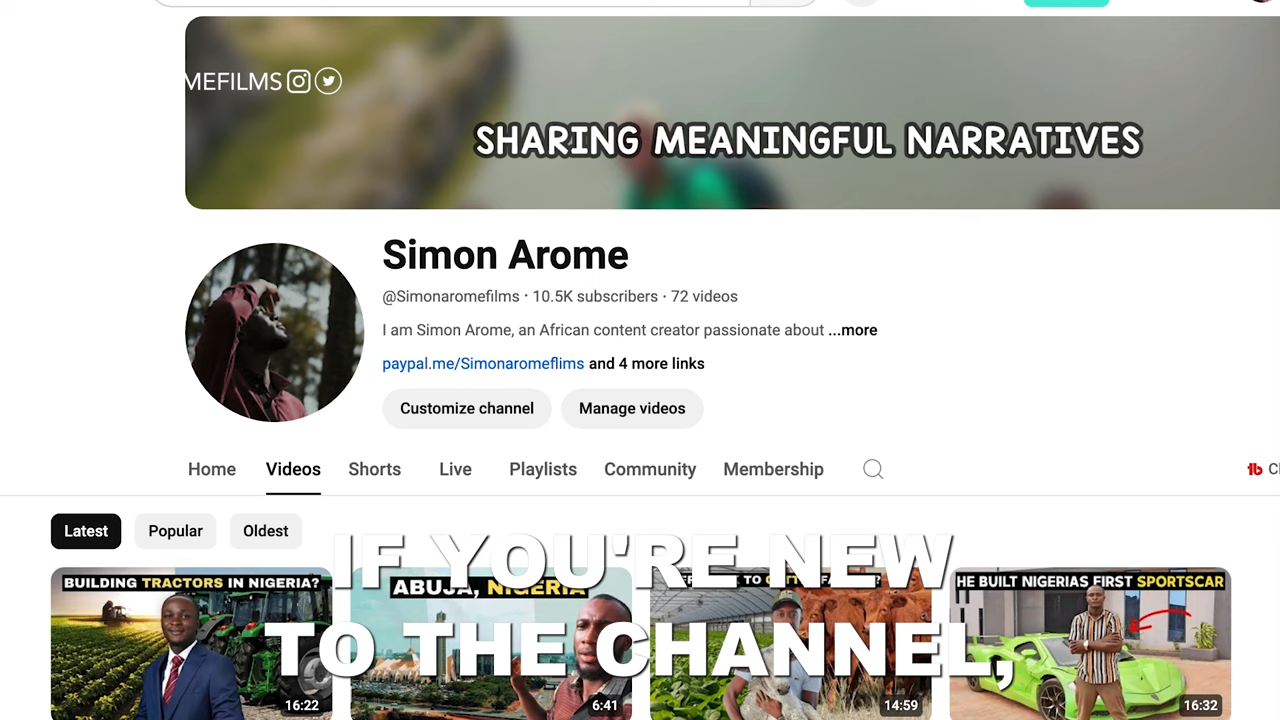 MEFILMS
SHARING MEANINGFUL NARRATIVES
Simon Arome
@Simonaromefilms · 10.5K subscribers · 72 videos
I am Simon Arome, an African content creator passionate about ...more
paypal.me/Simonaromeflims and 4 more links
Customize channel
Manage videos
Home Videos Shorts Live Playlists Community Membership
Latest Popular Oldest
IF YOU'RE NEW
TO THE CHANNEL,
BUILDING TRACTORS IN NIGERIA?
16:22
ABUJA, NIGERIA
6:41
14:59
HE BUILT NIGERIAS FIRST SPORTSCAR
16:32